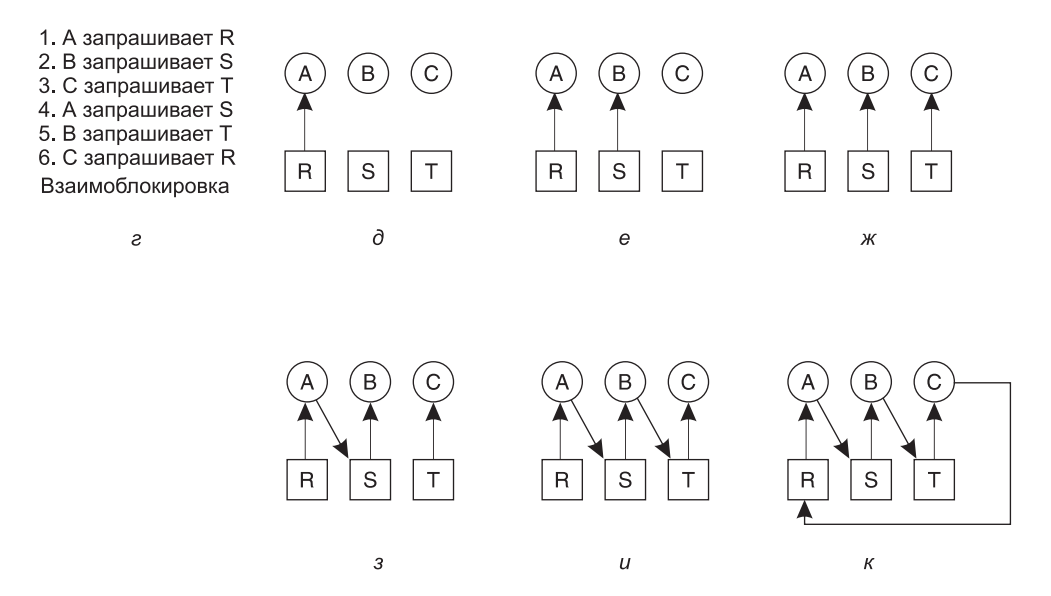 1. А запрашивает R
2. В запрашивает S
3. С запрашивает T
4. А запрашивает S
5. В запрашивает T
6. С запрашивает R
Взаимоблокировка
г
A B C
R S T
д
A B C
R S T
е
A B C
R S T
ж
A B C
R S T
з
A B C
R S T
и
A B C
R S T
к